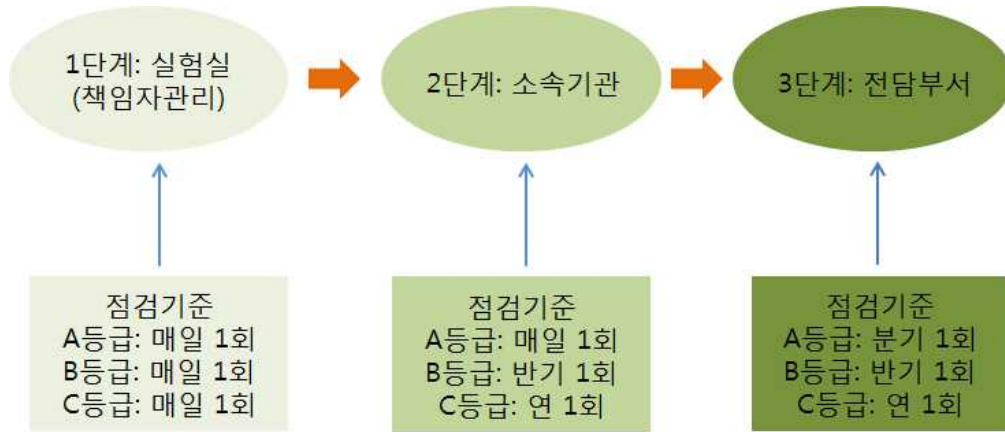 1단계: 실험실
(책임자관리)
2단계: 소속기관
3단계: 전담부서
점검기준
A등급: 매일 1회
B등급: 매일 1회
C등급: 매일 1회
점검기준
A등급: 매일 1회
B등급: 반기 1회
C등급: 연 1회
점검기준
A등급: 분기 1회
B등급: 반기 1회
C등급: 연 1회